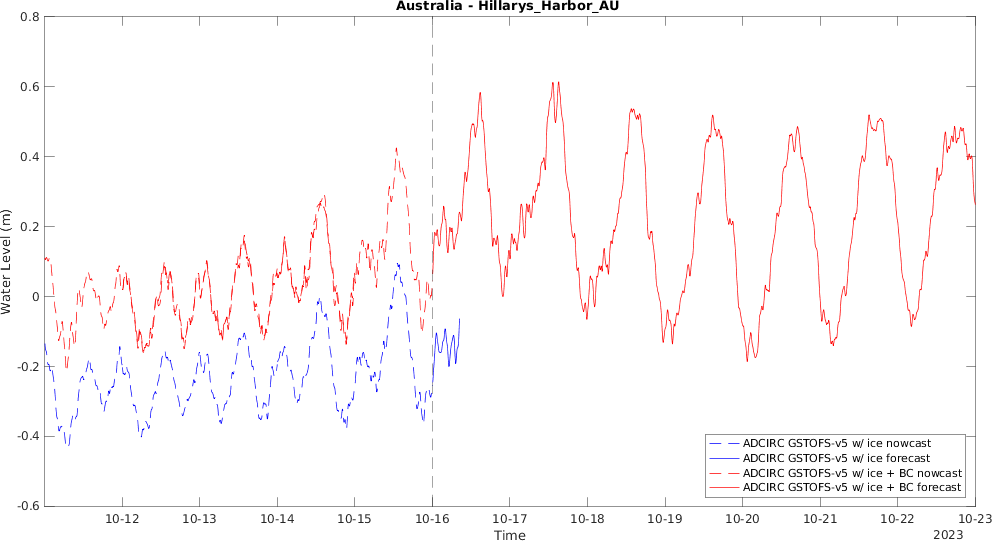 Australia - Hillarys_Harbor_AU
Water Level (m)
0.8
0.6
0.4
0.2
0
-0.2
-0.4
-0.6
ADCIRC GSTOFS-v5 w/ ice nowcast
ADCIRC GSTOFS-v5 w/ ice forecast
ADCIRC GSTOFS-v5 w/ ice + BC nowcast
ADCIRC GSTOFS-v5 w/ ice + BC forecast
10-12 10-13 10-14 10-15 10-16 10-17 10-18 10-19 10-20 10-21 10-22 10-23
Time
2023